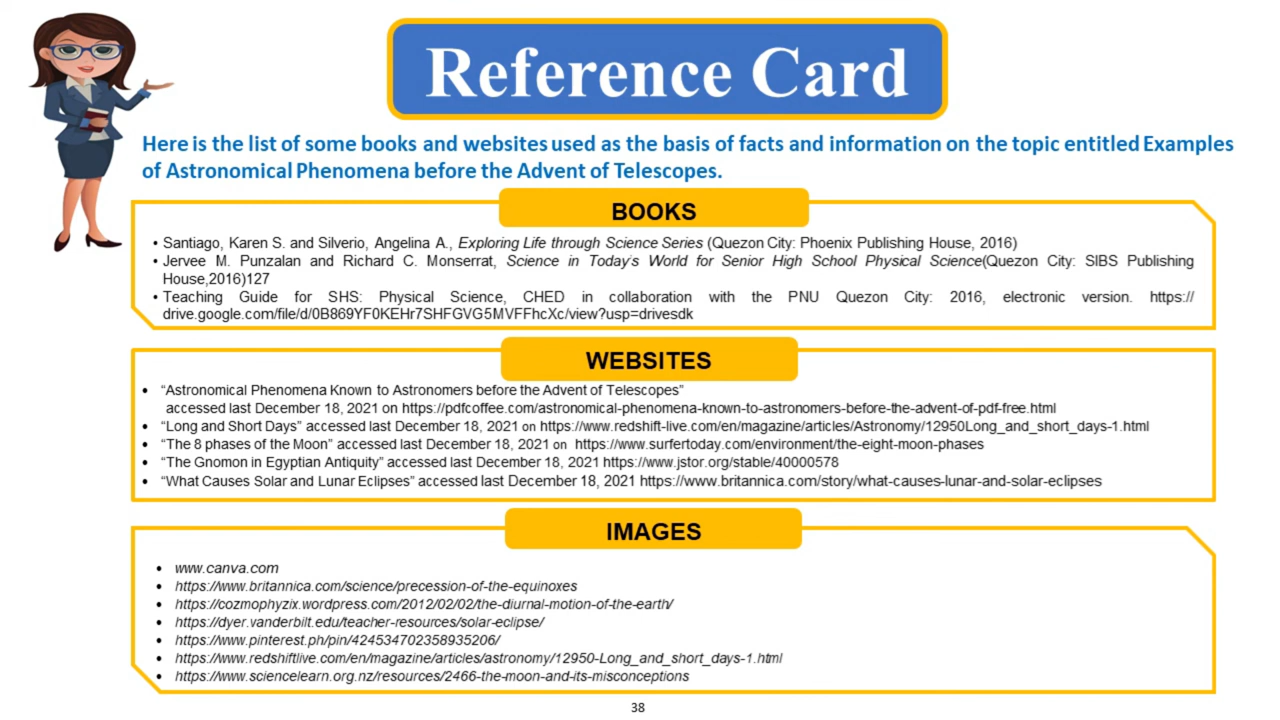 Reference Card
Here is the list of some books and websites used as the basis of facts and information on the topic entitled Examples
of Astronomical Phenomena before the Advent of Telescopes.
BOOKS
• Santiago, Karen S. and Silverio, Angelina A., Exploring Life through Science Series (Quezon City: Phoenix Publishing House, 2016)
• Jervee M. Punzalan and Richard C. Monserrat, Science in Today's World for Senior High School Physical Science(Quezon City: SIBS Publishing
House,2016)127
• Teaching Guide for SHS: Physical Science, CHED in collaboration with the PNU Quezon City: 2016, electronic version. https://
drive.google.com/file/d/0B869YF0KEHr7SHFGVG5MVFFhcXc/view?usp=drivesdk
WEBSITES
• “Astronomical Phenomena Known to Astronomers before the Advent of Telescopes”
accessed last December 18, 2021 on https://pdfcoffee.com/astronomical-phenomena-known-to-astronomers-before-the-advent-of-pdf-free.html
• “Long and Short Days” accessed last December 18, 2021 on https://www.redshift-live.com/en/magazine/articles/Astronomy/12950Long_and_short_days-1.html
• “The 8 phases of the Moon” accessed last December 18, 2021 on https://www.surfertoday.com/environment/the-eight-moon-phases
• “The Gnomon in Egyptian Antiquity” accessed last December 18, 2021 https://www.jstor.org/stable/40000578
• “What Causes Solar and Lunar Eclipses” accessed last December 18, 2021 https://www.britannica.com/story/what-causes-lunar-and-solar-eclipses
IMAGES
• www.canva.com
• https://www.britannica.com/science/precession-of-the-equinoxes
• https://cozmophyzix.wordpress.com/2012/02/02/the-diurnal-motion-of-the-earth/
• https://dyer.vanderbilt.edu/teacher-resources/solar-eclipse/
• https://www.pinterest.ph/pin/424534702358935206/
• https://www.redshiftlive.com/en/magazine/articles/astronomy/12950-Long_and_short_days-1.html
• https://www.sciencelearn.org.nz/resources/2466-the-moon-and-its-misconceptions
38